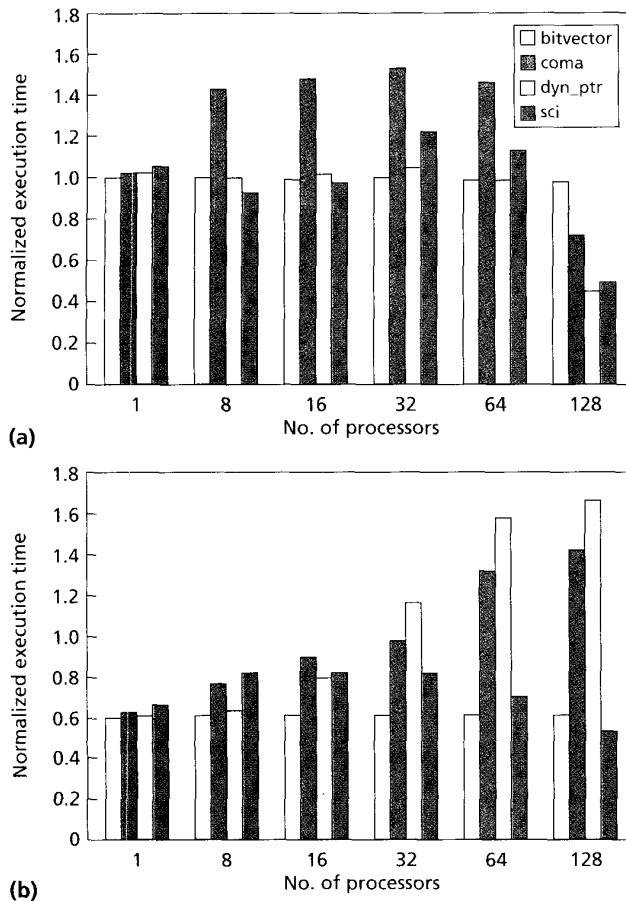 1.8
1.6
1.4
1.2
1.0
0.8
0.6
0.4
0.2
0
Normalized execution time
bitvector
coma
dyn_ptr
sci
1 8 16 32 64 128
No. of processors
(a)
1.8
1.6
1.4
1.2
1.0
0.8
0.6
0.4
0.2
0
Normalized execution time
1 8 16 32 64 128
No. of processors
(b)